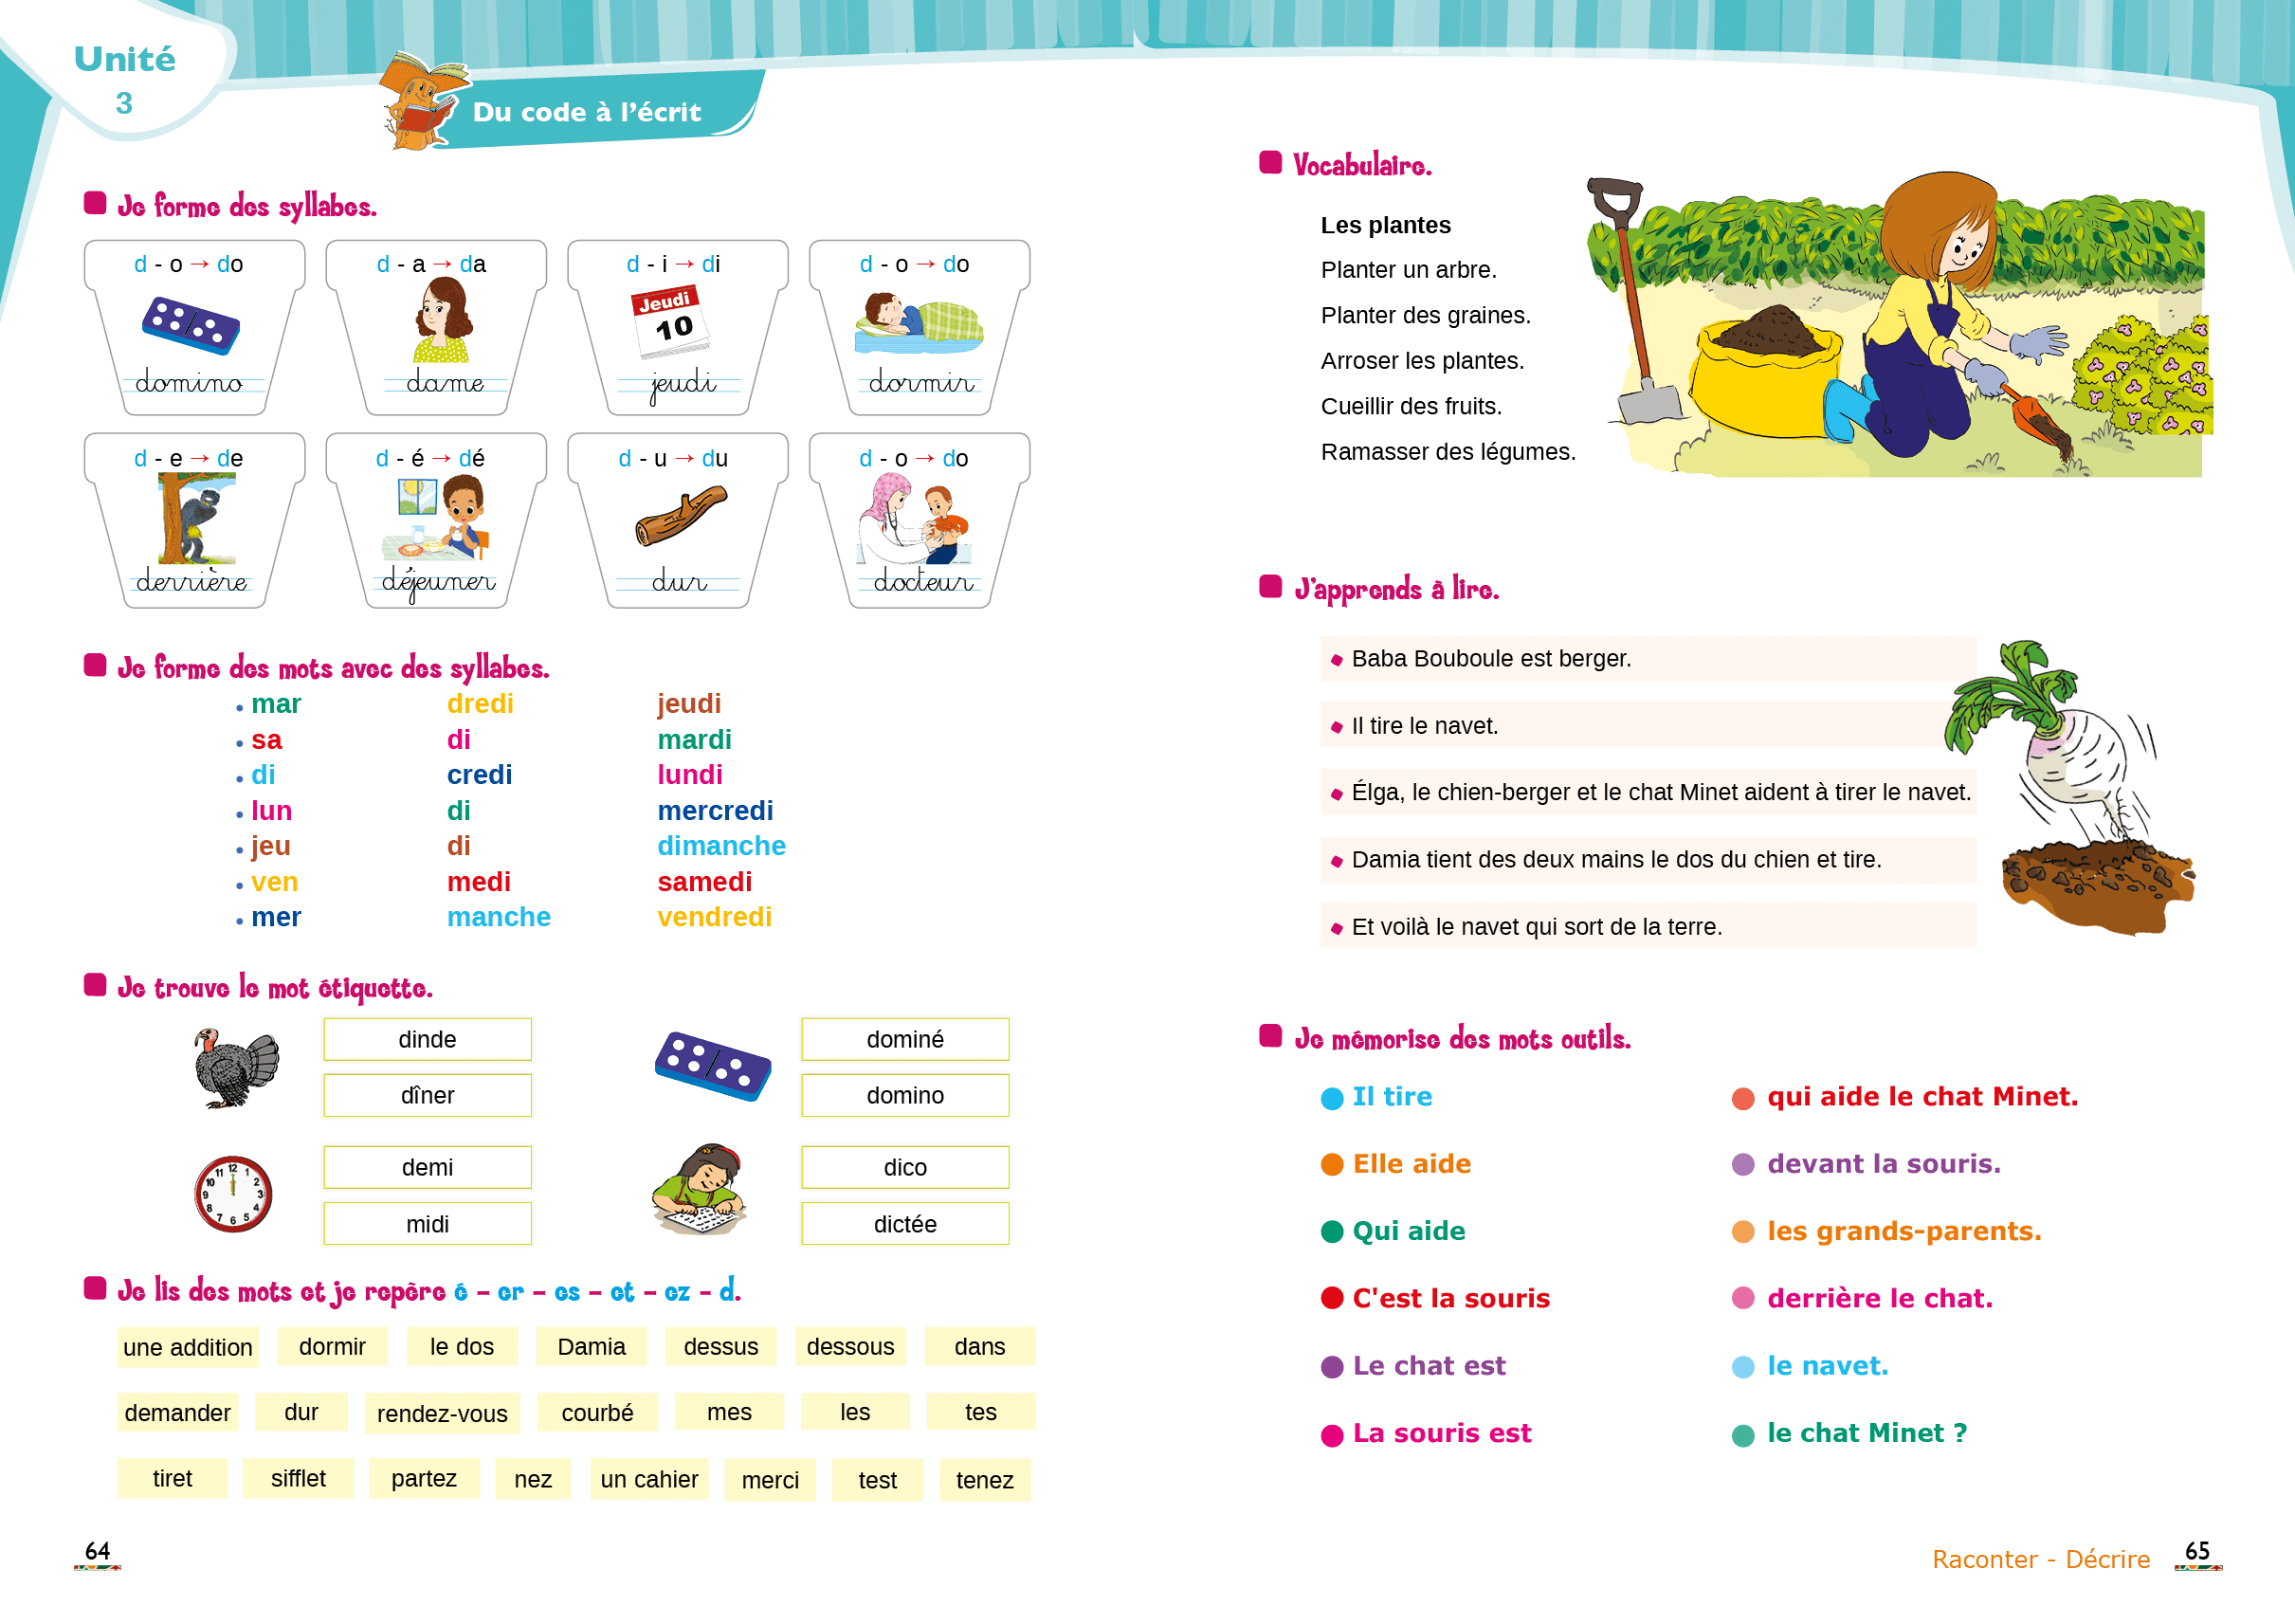 Unité
3
Du code à l'écrit
Je forme des syllabes.
d - o → do
d - a → da
d - i → di
d - o → do
Jeudi
10
domino
dame
jeudi
dormir
d - e → de
d - é → dé
d - u → du
d - o → do
derrière
déjeuner
dur
docteur
Je forme des mots avec des syllabes.
• mar dredi jeudi
• sa di mardi
• di credi lundi
• lun di mercredi
• jeu di dimanche
• ven medi samedi
• mer manche vendredi
Je trouve le mot étiquette.
dinde
dîner
dominé
domino
12 1 2 3 4 5 6 7 8 9 10 11
demi
midi
dico
dictée
Je lis des mots et je repère é - er - es - et - ez - d.
une addition dormir le dos Damia dessus dessous dans
demander dur rendez-vous courbé mes les tes
tiret sifflet partez nez un cahier merci test tenez
64
Vocabulaire.
Les plantes
Planter un arbre.
Planter des graines.
Arroser les plantes.
Cueillir des fruits.
Ramasser des légumes.
J'apprends à lire.
Baba Bouboule est berger.
Il tire le navet.
Élga, le chien-berger et le chat Minet aident à tirer le navet.
Damia tient des deux mains le dos du chien et tire.
Et voilà le navet qui sort de la terre.
Je mémorise des mots outils.
Il tire qui aide le chat Minet.
Elle aide devant la souris.
Qui aide les grands-parents.
C'est la souris derrière le chat.
Le chat est le navet.
La souris est le chat Minet ?
Raconter - Décrire 65